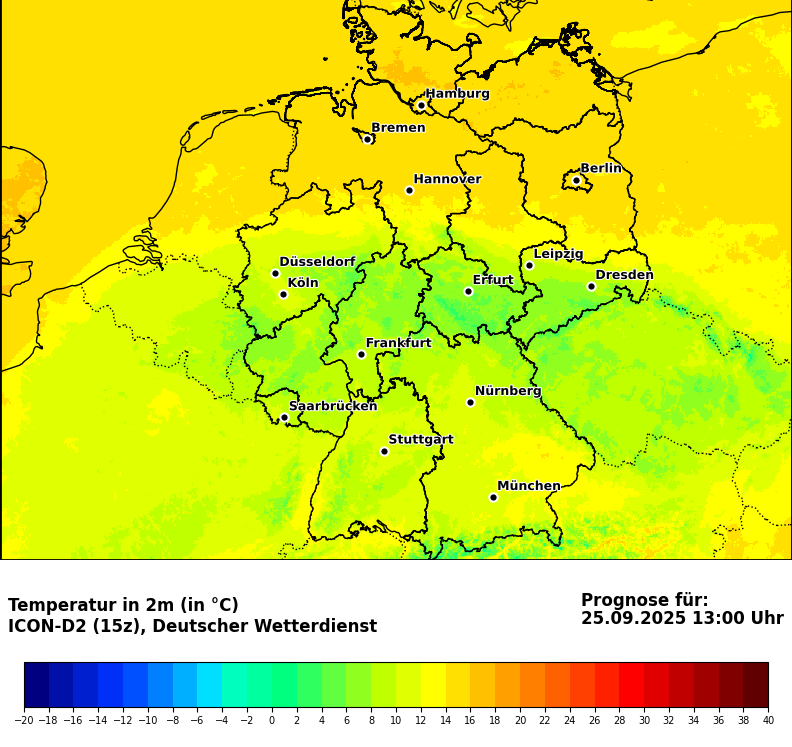 Hamburg
Bremen
Berlin
Hannover
Leipzig
Düsseldorf
Dresden
Köln
Erfurt
Frankfurt
Nürnberg
Saarbrücken
Stuttgart
München
Temperatur in 2m (in °C)
ICON-D2 (15z), Deutscher Wetterdienst
Prognose für:
25.09.2025 13:00 Uhr
−20 −18 −16 −14 −12 −10 −8 −6 −4 −2 0 2 4 6 8 10 12 14 16 18 20 22 24 26 28 30 32 34 36 38 40